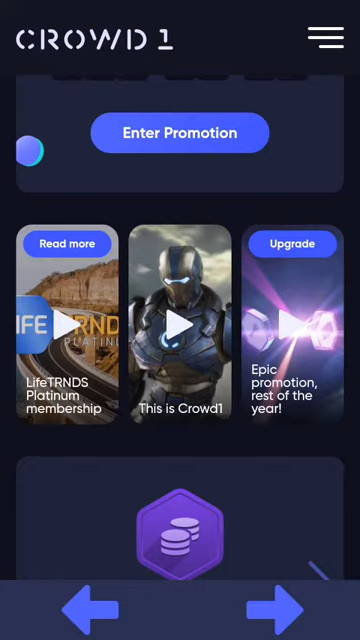 CROWD 1
Enter Promotion
Read more
Upgrade
LifeTRNDS
Platinum
membership
This is Crowd1
Epic
promotion,
rest of the
year!